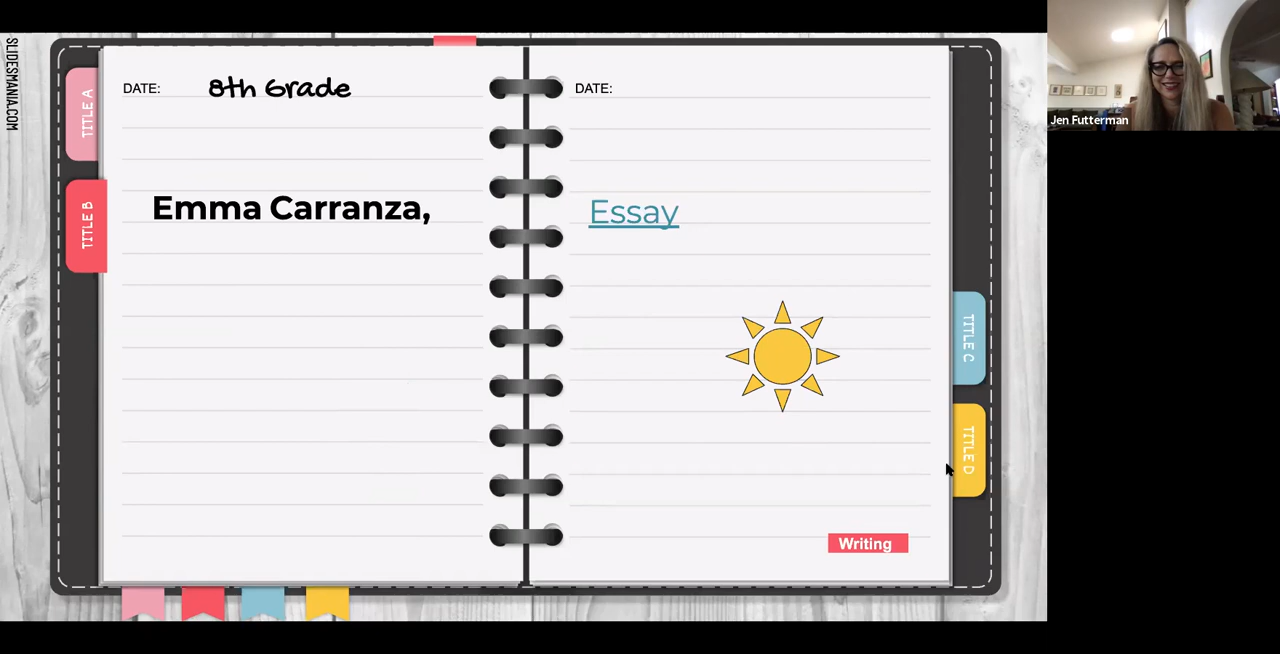 SLIDESMANIA.COM
TITLE A
TITLE B
DATE: 8th Grade
Emma Carranza,
DATE:
Essay
Writing
TITLE C
TITLE D
Jen Futterman